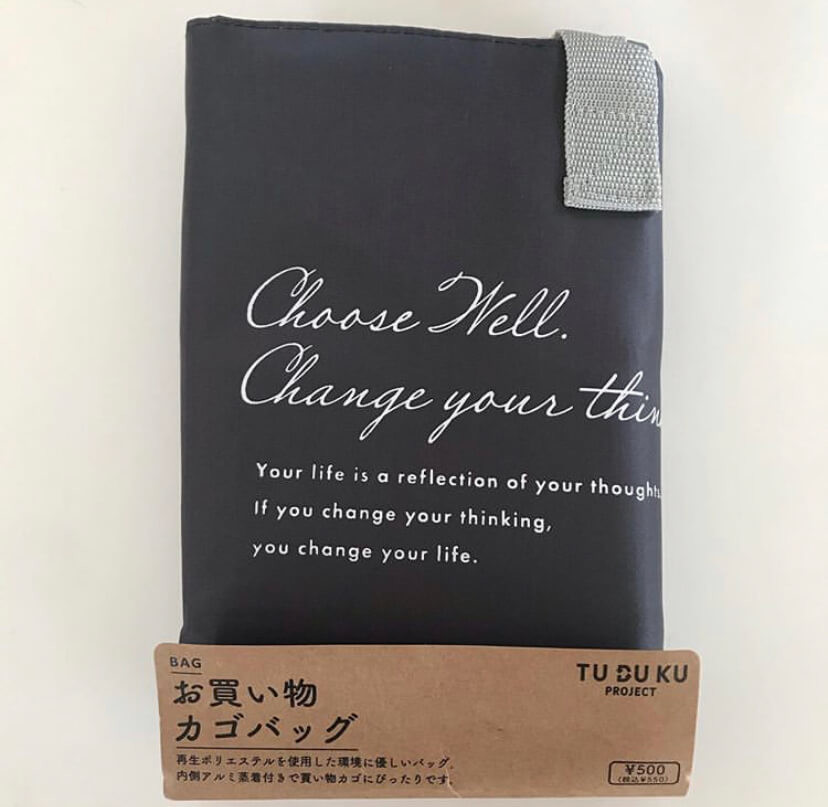 Choose Well.
Change your thin
Your life is a reflection of your thoughts.
If you change your thinking,
you change your life.
BAG
お買い物
カゴバッグ
再生ポリエステルを使用した環境に優しいバッグ。
内側アルミ蒸着付きで買い物カゴにぴったりです。
TU DU KU
PROJECT
¥500
(税込¥550)